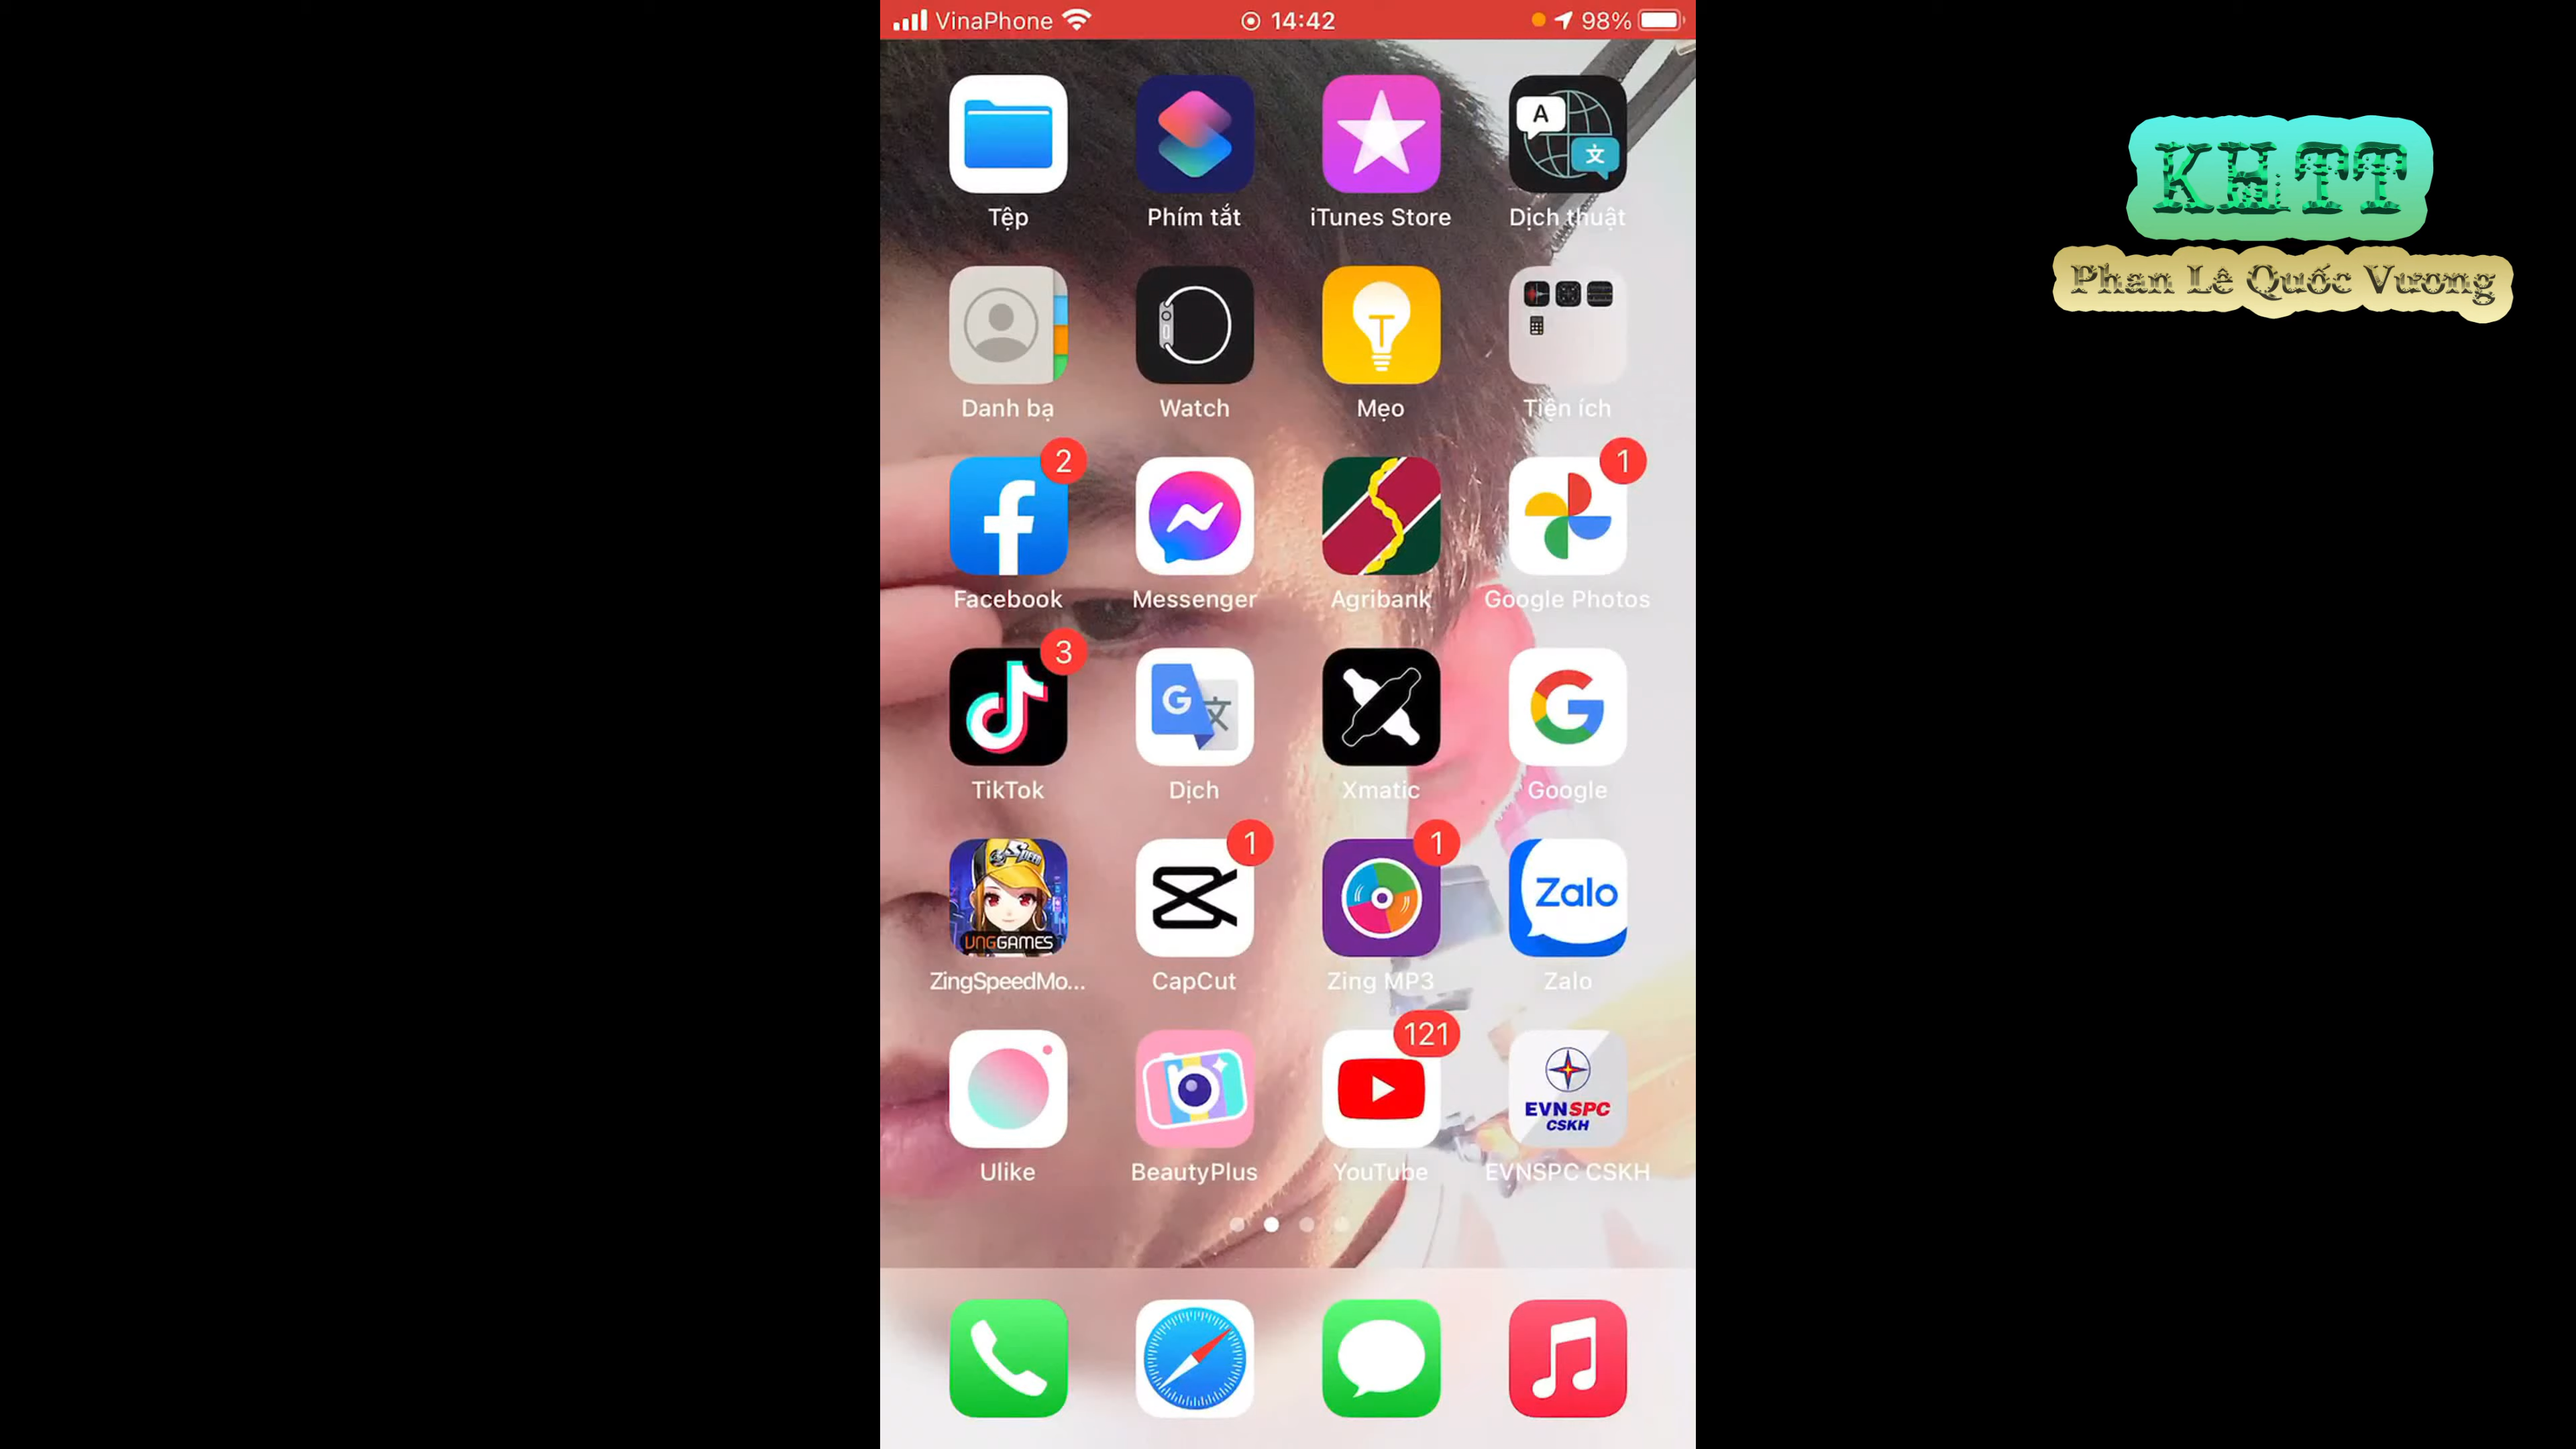 VinaPhone 14:42 98%
KHTT
Phan Lê Quốc Vương
A 文
Tệp Phím tắt iTunes Store Dịch thuật
Danh bạ Watch Mẹo Tiện ích
2 1
Facebook Messenger Agribank Google Photos
3
G 文
TikTok Dịch Xmatic Google
1 1
Speed
VNGGAMES Zalo
ZingSpeedMo... CapCut Zing MP3 Zalo
121
EVNSPC
CSKH
Ulike BeautyPlus YouTube EVNSPC CSKH